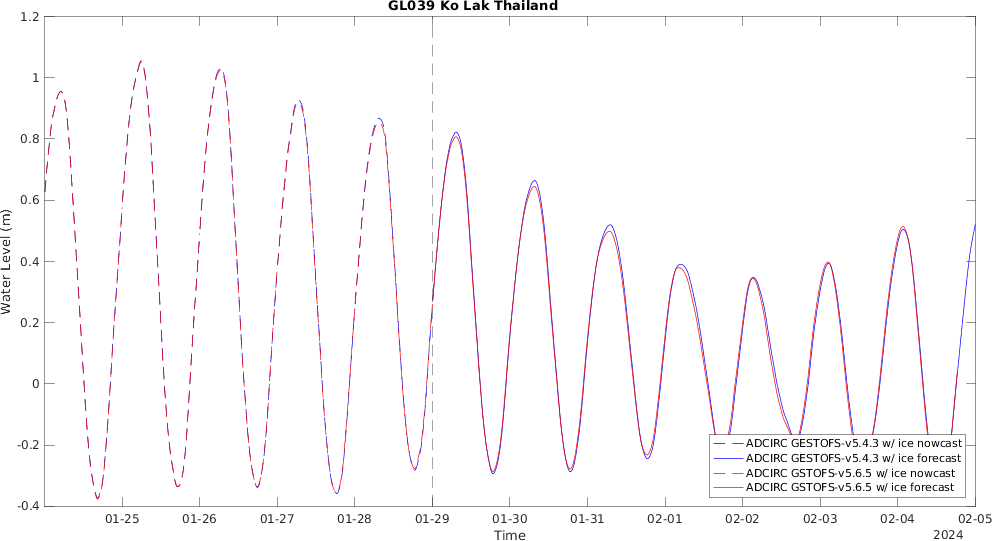 GL039 Ko Lak Thailand
1.2
1
0.8
0.6
0.4
0.2
0
-0.2
-0.4
Water Level (m)
ADCIRC GESTOFS-v5.4.3 w/ ice nowcast
ADCIRC GESTOFS-v5.4.3 w/ ice forecast
ADCIRC GSTOFS-v5.6.5 w/ ice nowcast
ADCIRC GSTOFS-v5.6.5 w/ ice forecast
01-25 01-26 01-27 01-28 01-29 01-30 01-31 02-01 02-02 02-03 02-04 02-05
Time
2024